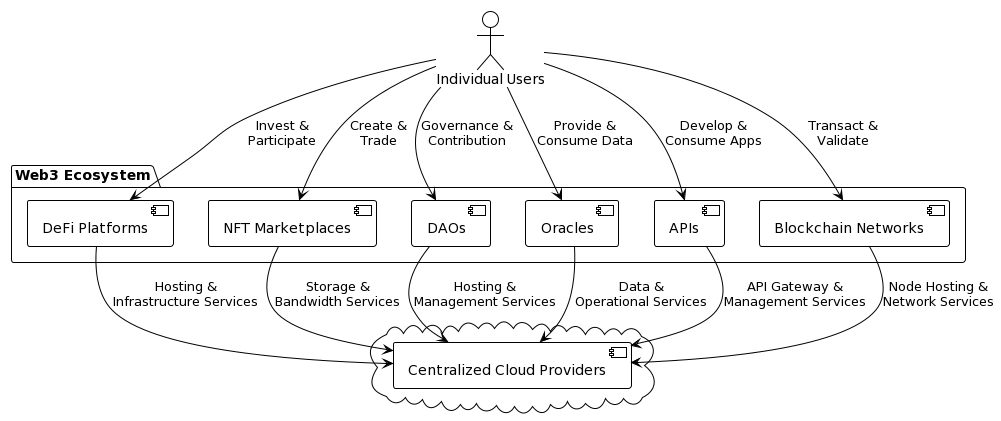 Individual Users
Invest &
Participate
Create &
Trade
Governance &
Contribution
Provide &
Consume Data
Develop &
Consume Apps
Transact &
Validate
Web3 Ecosystem
DeFi Platforms
NFT Marketplaces
DAOs
Oracles
APIs
Blockchain Networks
Hosting &
Infrastructure Services
Storage &
Bandwidth Services
Hosting &
Management Services
Data &
Operational Services
API Gateway &
Management Services
Node Hosting &
Network Services
Centralized Cloud Providers